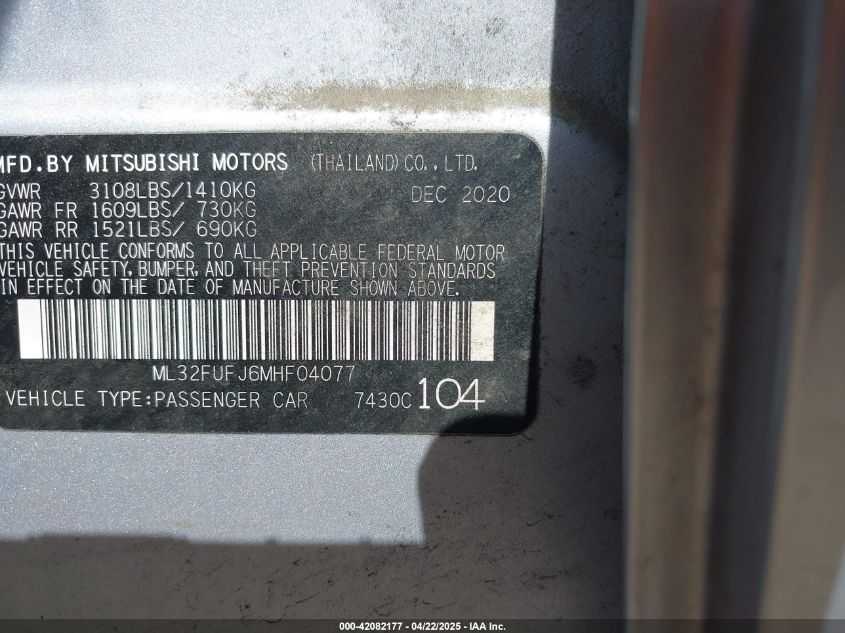 MFD.BY MITSUBISHI MOTORS (THAILAND)CO.,LTD.
GVWR 3108LBS/1410KG DEC 2020
GAWR FR 1609LBS/ 730KG
GAWR RR 1521LBS/ 690KG
THIS VEHICLE CONFORMS TO ALL APPLICABLE FEDERAL MOTOR
VEHICLE SAFETY, BUMPER, AND THEFT PREVENTION STANDARDS
IN EFFECT ON THE DATE OF MANUFACTURE SHOWN ABOVE.
ML32FUFJ6MHF04077
VEHICLE TYPE:PASSENGER CAR 7430C 104
000-42082177 - 04/22/2025 - IAA Inc.